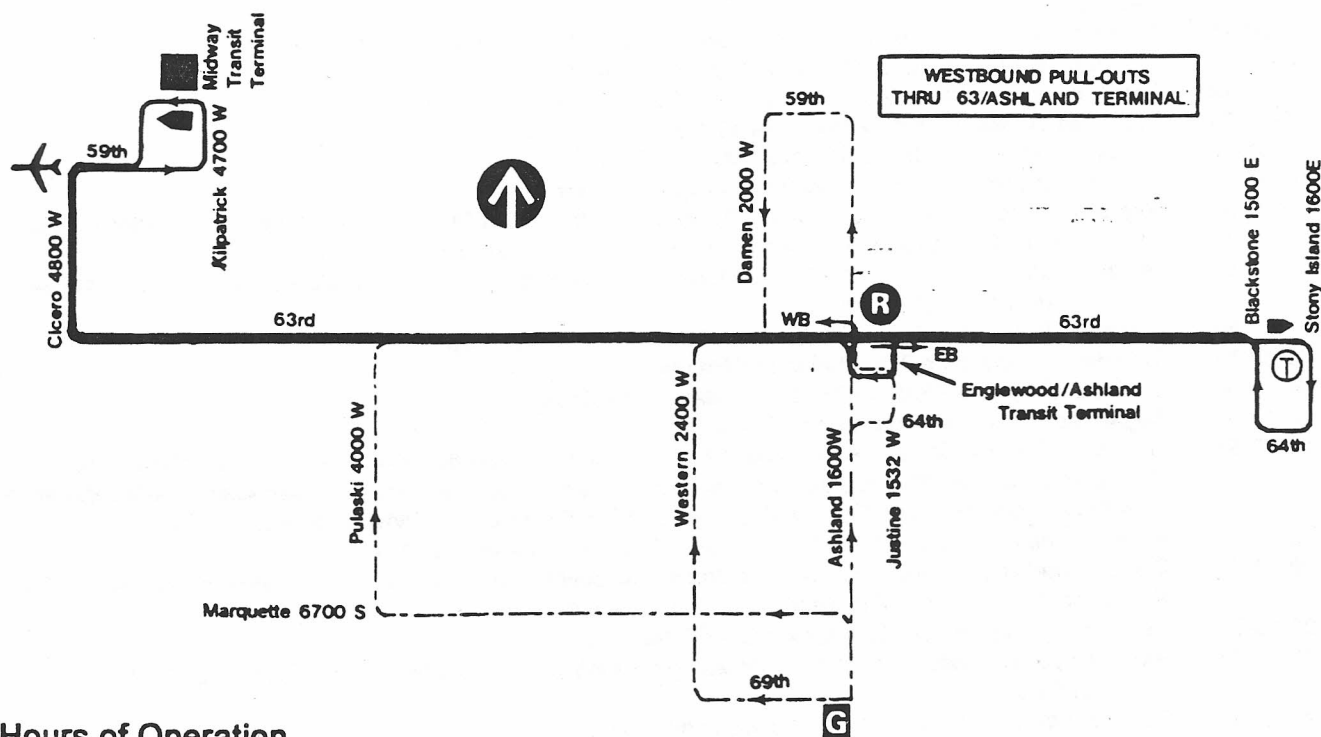 Midway
Transit
Terminal
59th
Kilpatrick 4700 W
Cicero 4800 W
WESTBOUND PULL-OUTS
THRU 63/ASHLAND TERMINAL
59th
Damen 2000 W
Blackstone 1500 E
Stony Island 1600E
R
63rd
WB
63rd
EB
T
Englewood/Ashland
Transit Terminal
64th
64th
Pulaski 4000 W
Western 2400 W
Ashland 1600W
Justine 1532 W
Marquette 6700 S
69th
G
Hours of Operation